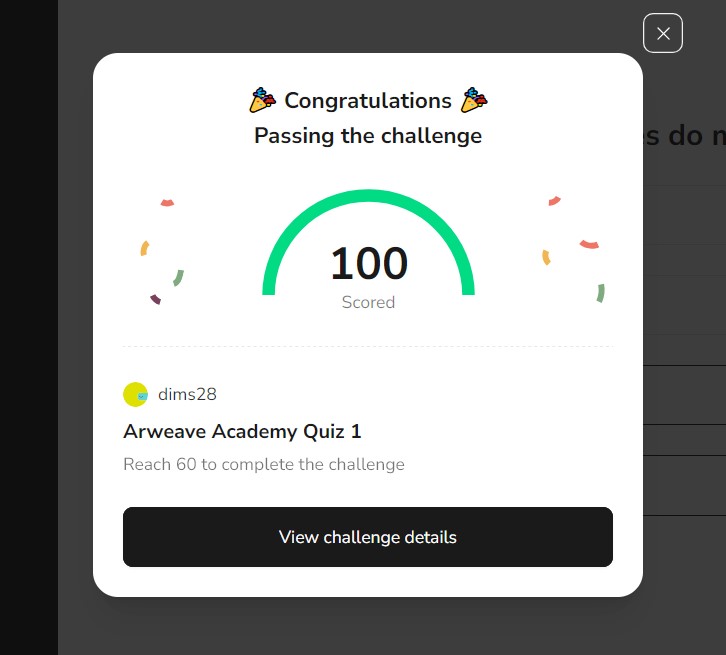 Congratulations
Passing the challenge
s do
100
Scored
dims28
Arweave Academy Quiz 1
Reach 60 to complete the challenge
View challenge details